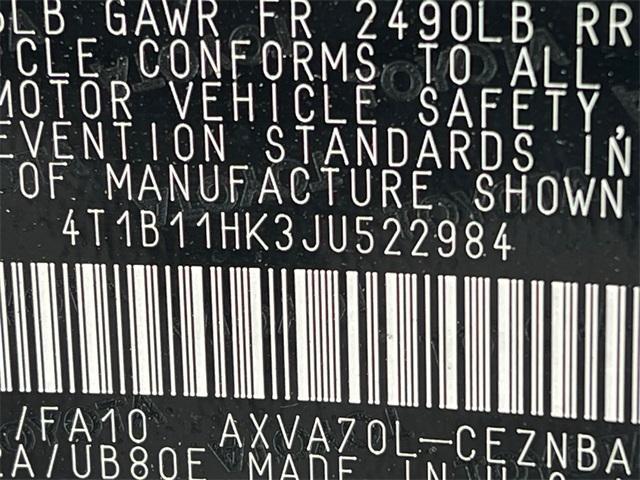 LB GAWR FR 2490LB RR
CLE CONFORMS TO ALL
MOTOR VEHICLE SAFETY,
EVENTION STANDARDS IN
OF MANUFACTURE SHOWN
4T1B11HK3JU522984
/FA10 AXVA70L-CEZNBA
A/UB80E MADE IN U.S